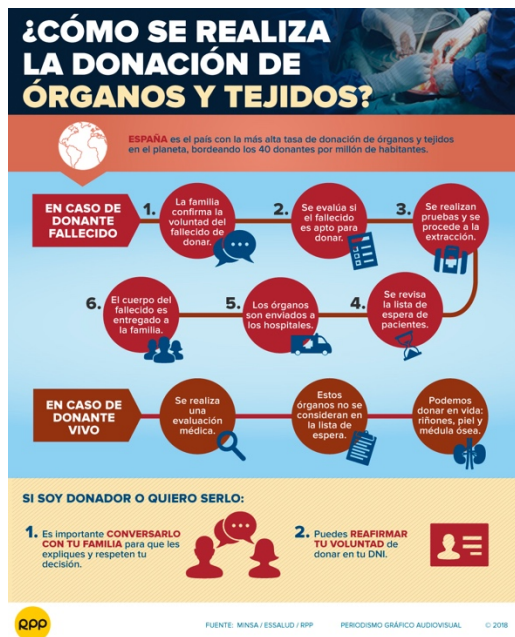 ¿CÓMO SE REALIZA
LA DONACIÓN DE
ÓRGANOS Y TEJIDOS?
ESPAÑA es el país con la más alta tasa de donación de órganos y tejidos
en el planeta, bordeando los 40 donantes por millón de habitantes.
EN CASO DE
DONANTE
FALLECIDO
1.
La familia
confirma la
voluntad del
fallecido de
donar.
2.
Se evalúa si
el fallecido
es apto para
donar.
3.
Se realizan
pruebas y se
procede a la
extracción.
4.
Se revisa
la lista de
espera de
pacientes.
5.
Los órganos
son enviados a
los hospitales.
6.
El cuerpo del
fallecido es
entregado a
la familia.
EN CASO DE
DONANTE
VIVO
Se realiza
una
evaluación
médica.
Estos
órganos no se
consideran en
la lista de
espera.
Podemos
donar en vida:
riñones, piel y
médula ósea.
SI SOY DONADOR O QUIERO SERLO:
1. Es importante CONVERSARLO
CON TU FAMILIA para que les
expliques y respeten tu
decisión.
2. Puedes REAFIRMAR
TU VOLUNTAD de
donar en tu DNI.
RPP
FUENTE: MINSA / ESSALUD / RPP
PERIODISMO GRÁFICO AUDIOVISUAL
© 2018